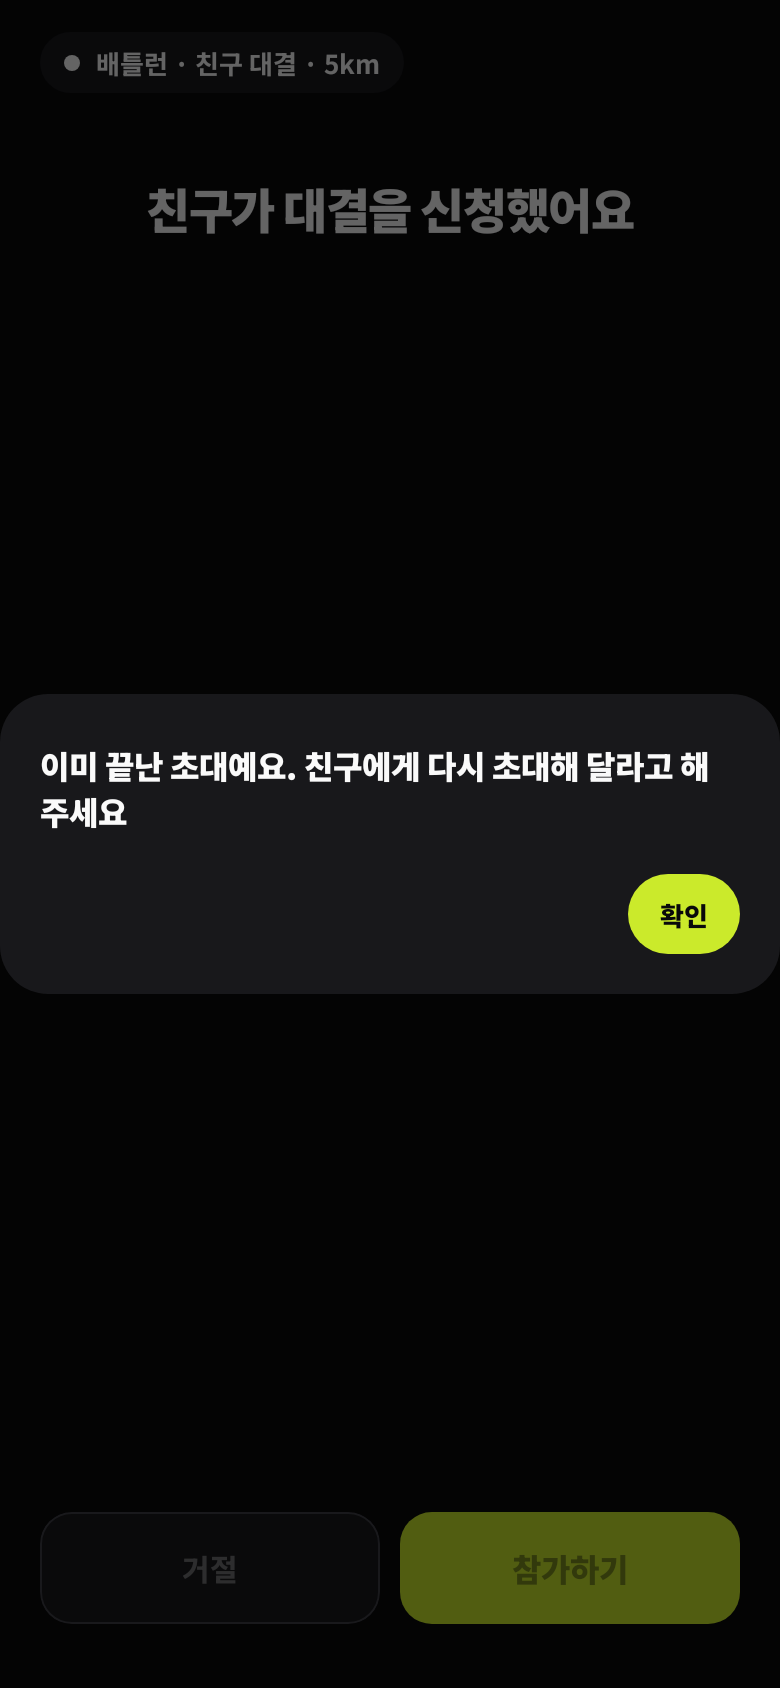 배틀런 · 친구 대결 · 5km
친구가 대결을 신청했어요
이미 끝난 초대예요. 친구에게 다시 초대해 달라고 해
주세요
확인
거절
참가하기